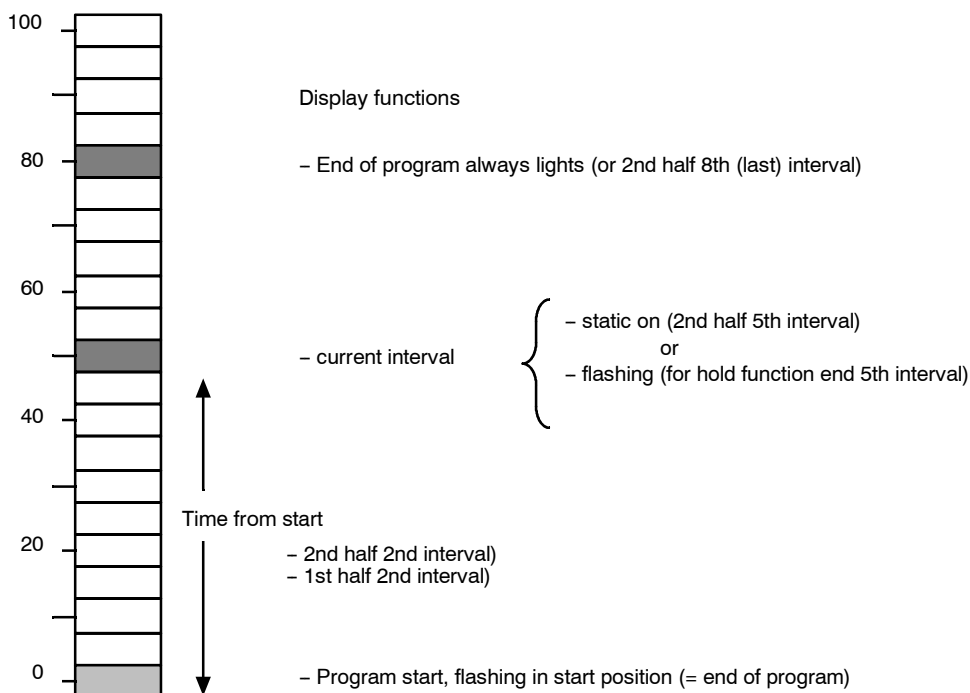 100
Display functions
80
– End of program always lights (or 2nd half 8th (last) interval)
60
– static on (2nd half 5th interval)
– current interval
or
– flashing (for hold function end 5th interval)
40
Time from start
20
– 2nd half 2nd interval)
– 1st half 2nd interval)
0
– Program start, flashing in start position (= end of program)